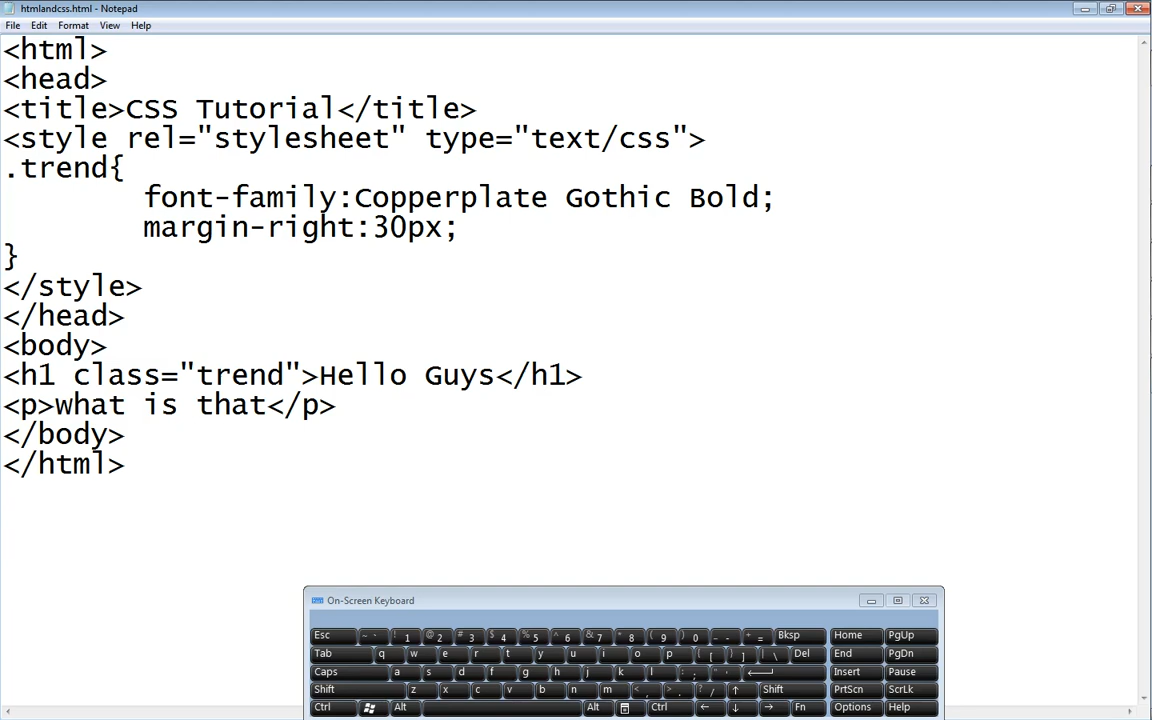 htmlandcss.html - Notepad
File Edit Format View Help
<html>
<head>
<title>CSS Tutorial</title>
<style rel="stylesheet" type="text/css">
.trend{
font-family:Copperplate Gothic Bold;
margin-right:30px;
}
</style>
</head>
<body>
<h1 class="trend">Hello Guys</h1>
<p>what is that</p>
</body>
</html>
On-Screen Keyboard
Esc ~ ` ! 1 @ 2 # 3 $ 4 % 5 ^ 6 & 7 * 8 ( 9 ) 0 _ - + = Bksp Home PgUp
Tab q w e r t y u i o p { [ } ] | \ Del End PgDn
Caps a s d f g h j k l : ; " ' Insert Pause
Shift z x c v b n m < , > . ? / ↑ Shift PrtScn ScrLk
Ctrl Alt Alt Ctrl ← ↓ → Fn Options Help